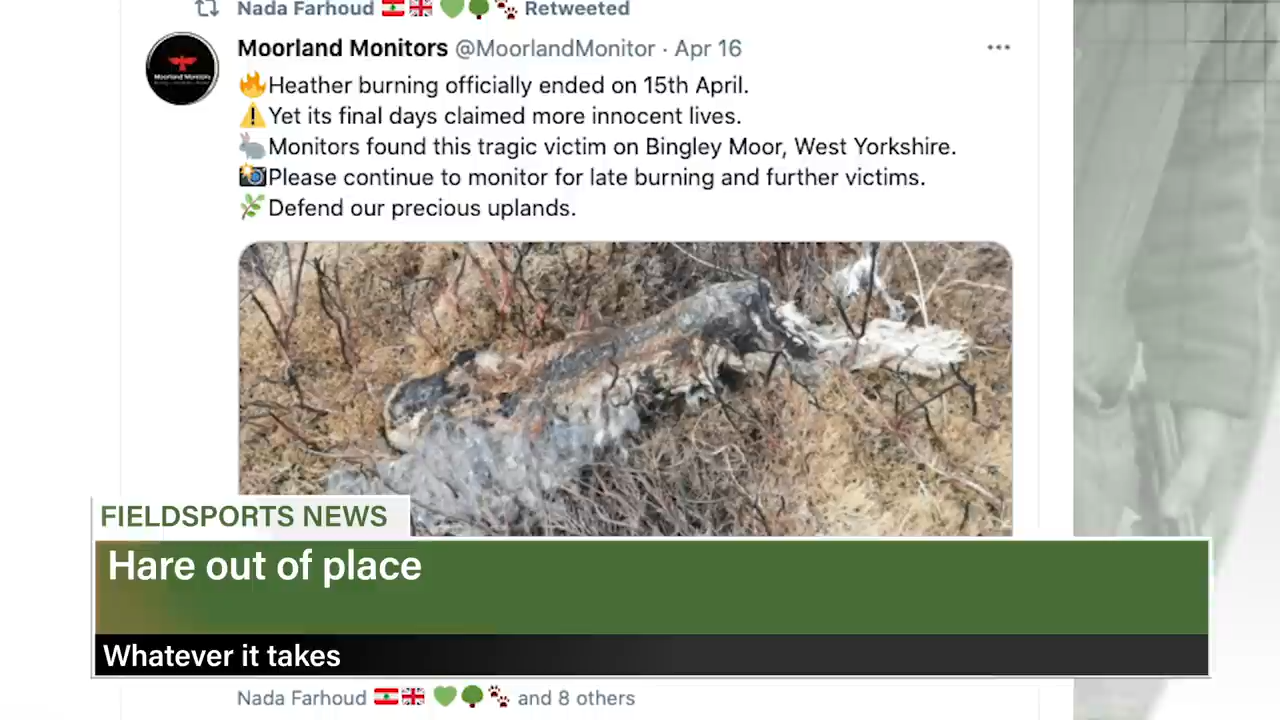 Nada Farhoud 🇱🇧🇬🇧 💚🌳🐾 Retweeted
Moorland Monitors @MoorlandMonitor · Apr 16
Moorland Monitors
🔥Heather burning officially ended on 15th April.
⚠️Yet its final days claimed more innocent lives.
🐇Monitors found this tragic victim on Bingley Moor, West Yorkshire.
📸Please continue to monitor for late burning and further victims.
🌿Defend our precious uplands.
FIELDSPORTS NEWS
Hare out of place
Whatever it takes
Nada Farhoud 🇱🇧🇬🇧 💚🌳🐾 and 8 others